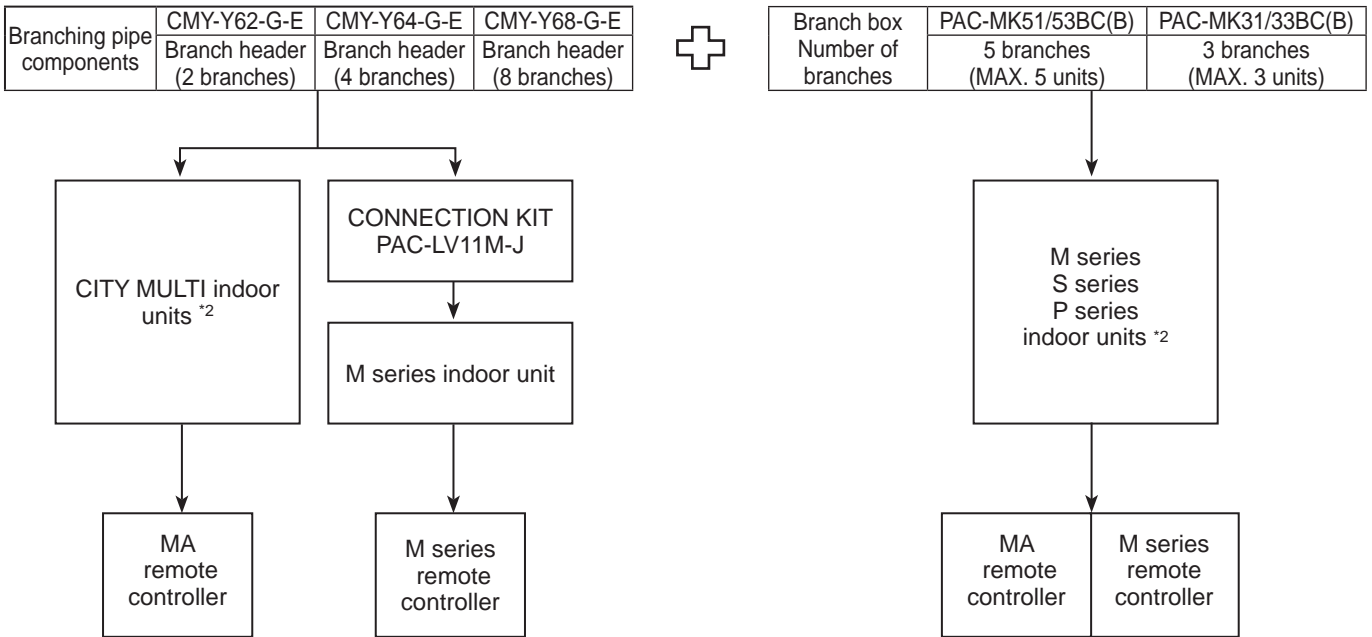 Branching pipe
components
CMY-Y62-G-E
CMY-Y64-G-E
CMY-Y68-G-E
Branch header
(2 branches)
Branch header
(4 branches)
Branch header
(8 branches)
Branch box
Number of
branches
PAC-MK51/53BC(B)
PAC-MK31/33BC(B)
5 branches
(MAX. 5 units)
3 branches
(MAX. 3 units)
CITY MULTI indoor
units *2
CONNECTION KIT
PAC-LV11M-J
M series indoor unit
M series
S series
P series
indoor units *2
MA
remote
controller
M series
remote
controller
MA
remote
controller
M series
remote
controller